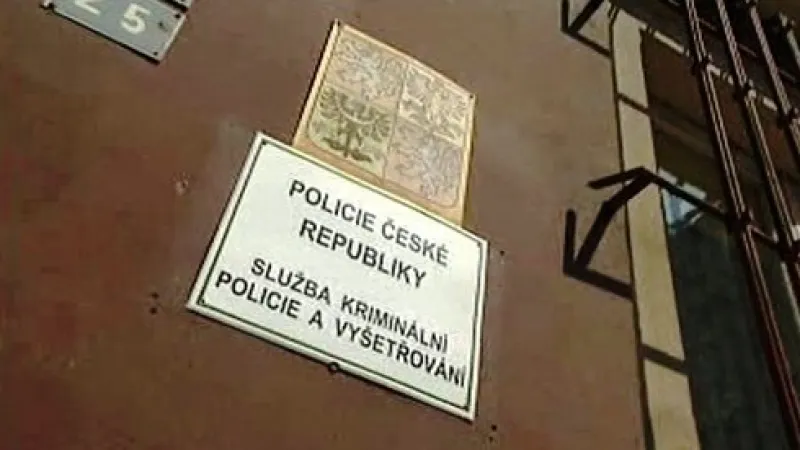 25
POLICIE ČESKÉ
REPUBLIKY
SLUŽBA KRIMINÁLNÍ
POLICIE A VYŠETŘOVÁNÍ